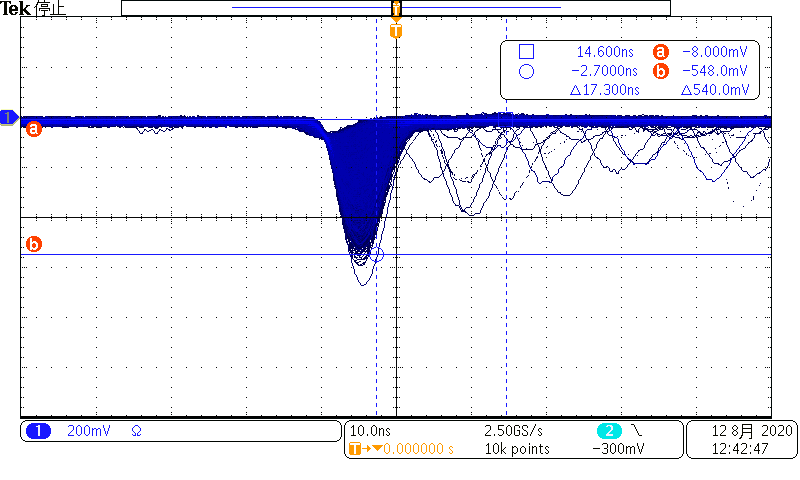 Tek 停止
T
T
14.600ns a -8.000mV
-2.7000ns b -548.0mV
Δ17.300ns Δ540.0mV
1
a
b
1 200mV Ω
10.0ns 2.50GS/s 2
T→▼0.000000 s 10k points -300mV
12 8月 2020
12:42:47